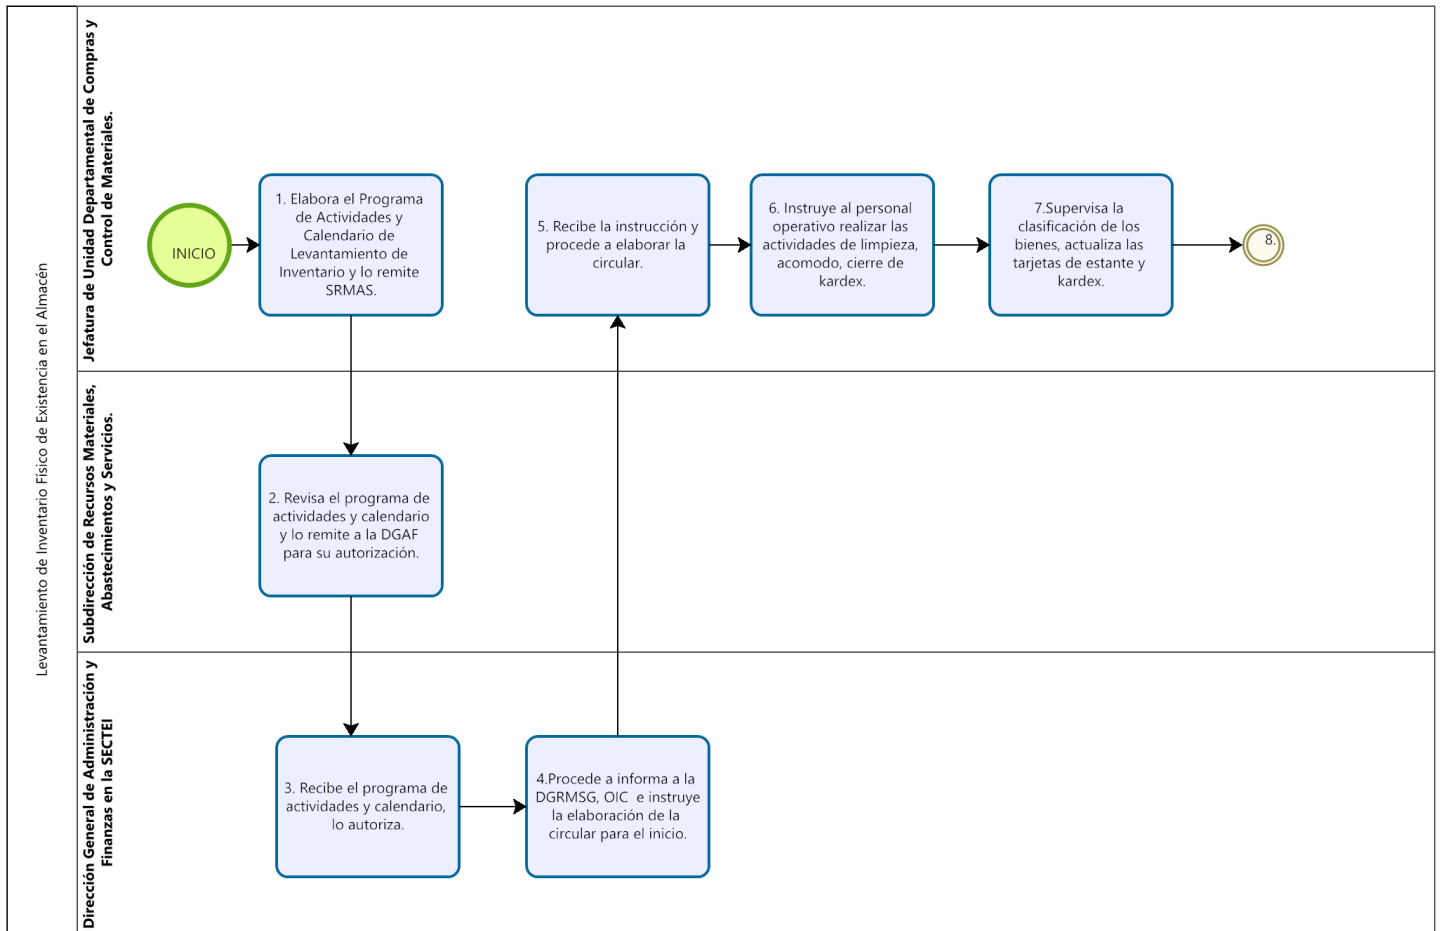 Levantamiento de Inventario Físico de Existencia en el Almacén
Jefatura de Unidad Departamental de Compras y
Control de Materiales.
INICIO
1. Elabora el Programa
de Actividades y
Calendario de
Levantamiento de
Inventario y lo remite
SRMAS.
5. Recibe la instrucción y
procede a elaborar la
circular.
6. Instruye al personal
operativo realizar las
actividades de limpieza,
acomodo, cierre de
kardex.
7.Supervisa la
clasificación de los
bienes, actualiza las
tarjetas de estante y
kardex.
8.
Subdirección de Recursos Materiales,
Abastecimientos y Servicios.
2. Revisa el programa de
actividades y calendario
y lo remite a la DGAF
para su autorización.
Dirección General de Administración y
Finanzas en la SECTEI
3. Recibe el programa de
actividades y calendario,
lo autoriza.
4.Procede a informa a la
DGRMSG, OIC e instruye
la elaboración de la
circular para el inicio.